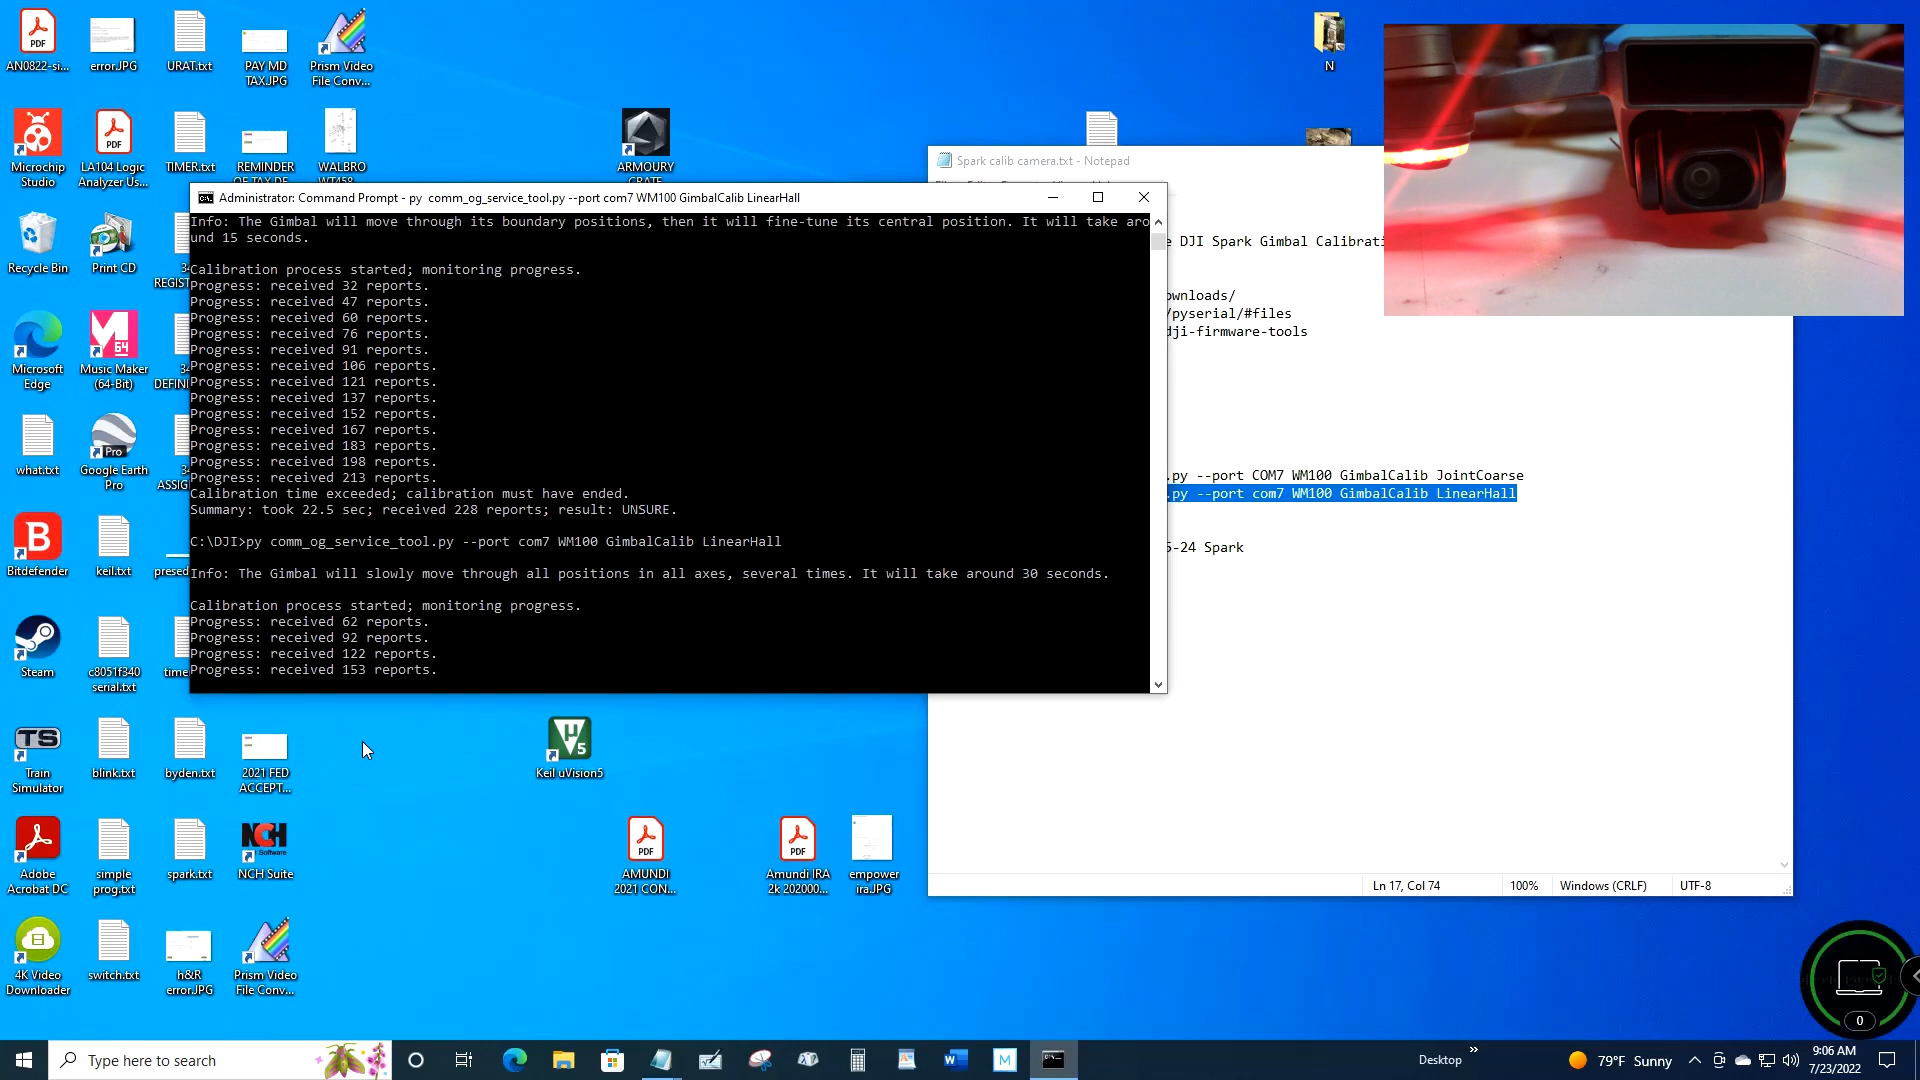 AN0822-si...
error.JPG
URAT.txt
PAY MD
TAX.JPG
Prism Video
File Conv...
N
Microchip
Studio
LA104 Logic
Analyzer Us...
TIMER.txt
REMINDER
WALBRO
ARMOURY
CRATE
Spark calib camera.txt - Notepad
Administrator: Command Prompt - py comm_og_service_tool.py --port com7 WM100 GimbalCalib LinearHall
Info: The Gimbal will move through its boundary positions, then it will fine-tune its central position. It will take aro
und 15 seconds.
Calibration process started; monitoring progress.
Progress: received 32 reports.
Progress: received 47 reports.
Progress: received 60 reports.
Progress: received 76 reports.
Progress: received 91 reports.
Progress: received 106 reports.
Progress: received 121 reports.
Progress: received 137 reports.
Progress: received 152 reports.
Progress: received 167 reports.
Progress: received 183 reports.
Progress: received 198 reports.
Progress: received 213 reports.
Calibration time exceeded; calibration must have ended.
Summary: took 22.5 sec; received 228 reports; result: UNSURE.
C:\DJI>py comm_og_service_tool.py --port com7 WM100 GimbalCalib LinearHall
Info: The Gimbal will slowly move through all positions in all axes, several times. It will take around 30 seconds.
Calibration process started; monitoring progress.
Progress: received 62 reports.
Progress: received 92 reports.
Progress: received 122 reports.
Progress: received 153 reports.
e DJI Spark Gimbal Calibrati
ownloads/
/pyserial/#files
dji-firmware-tools
.py --port COM7 WM100 GimbalCalib JointCoarse
.py --port com7 WM100 GimbalCalib LinearHall
5-24 Spark
Ln 17, Col 74
100%
Windows (CRLF)
UTF-8
Recycle Bin
Print CD
REGIST
Microsoft
Edge
Music Maker
(64-Bit)
DEFINI
what.txt
Google Earth
Pro
ASSIG
Bitdefender
keil.txt
presed
Steam
c8051f340
serial.txt
time
Train
Simulator
blink.txt
byden.txt
2021 FED
ACCEPT...
Keil uVision5
Adobe
Acrobat DC
simple
prog.txt
spark.txt
NCH Suite
AMUNDI
2021 CON...
Amundi IRA
2k 202000...
empower
ira.JPG
4K Video
Downloader
switch.txt
h&R
error.JPG
Prism Video
File Conv...
0
Type here to search
Desktop
79°F Sunny
9:06 AM
7/23/2022